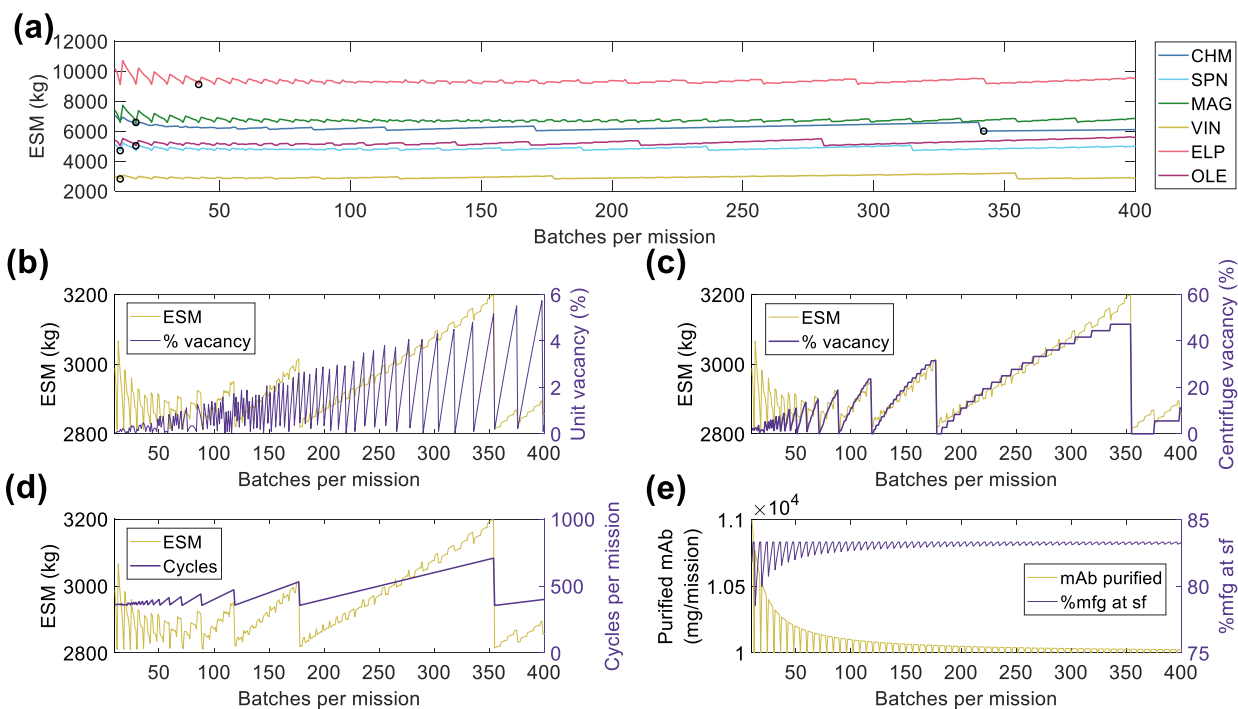 (a)
12000
10000
8000
6000
4000
2000
ESM (kg)
50 100 150 200 250 300 350 400
Batches per mission
CHM
SPN
MAG
VIN
ELP
OLE
(b)
3200
3000
2800
ESM (kg)
ESM
% vacancy
6
4
2
0
Unit vacancy (%)
50 100 150 200 250 300 350 400
Batches per mission
(c)
3200
3000
2800
ESM (kg)
ESM
% vacancy
60
40
20
0
Centrifuge vacancy (%)
50 100 150 200 250 300 350 400
Batches per mission
(d)
3200
3000
2800
ESM (kg)
ESM
Cycles
1000
500
0
Cycles per mission
50 100 150 200 250 300 350 400
Batches per mission
(e)
× 10⁴
1.1
1.05
1
Purified mAb
(mg/mission)
mAb purified
%mfg at sf
85
80
75
%mfg at sf
50 100 150 200 250 300 350 400
Batches per mission